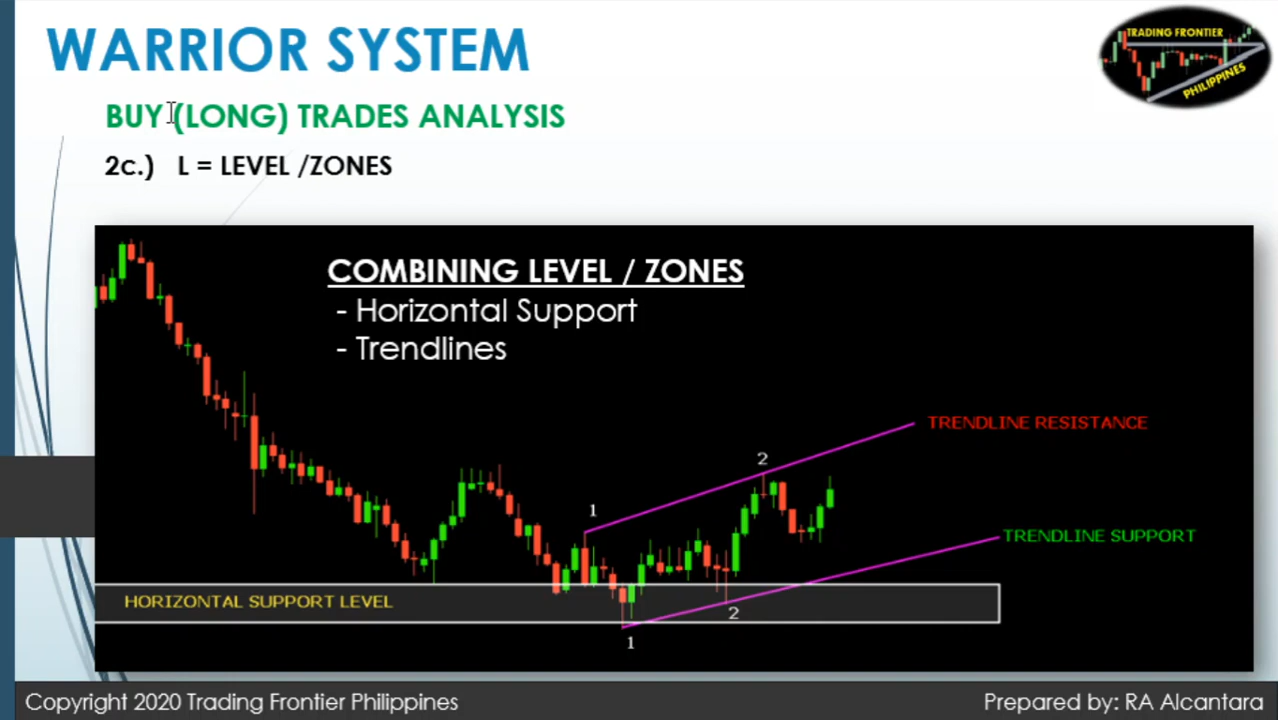 WARRIOR SYSTEM
TRADING FRONTIER
PHILIPPINES
BUY (LONG) TRADES ANALYSIS
2c.) L = LEVEL /ZONES
COMBINING LEVEL / ZONES
- Horizontal Support
- Trendlines
TRENDLINE RESISTANCE
2
1
TRENDLINE SUPPORT
HORIZONTAL SUPPORT LEVEL
2
1
Copyright 2020 Trading Frontier Philippines
Prepared by: RA Alcantara